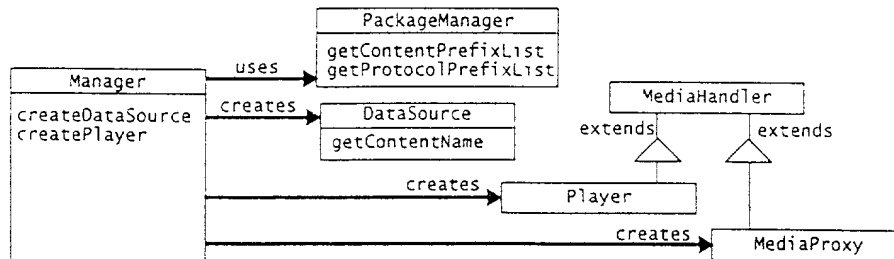 PackageManager
getContentPrefixList
getProtocolPrefixList
Manager
createDataSource
createPlayer
uses
creates
DataSource
getContentName
MediaHandler
extends
extends
creates
Player
creates
MediaProxy